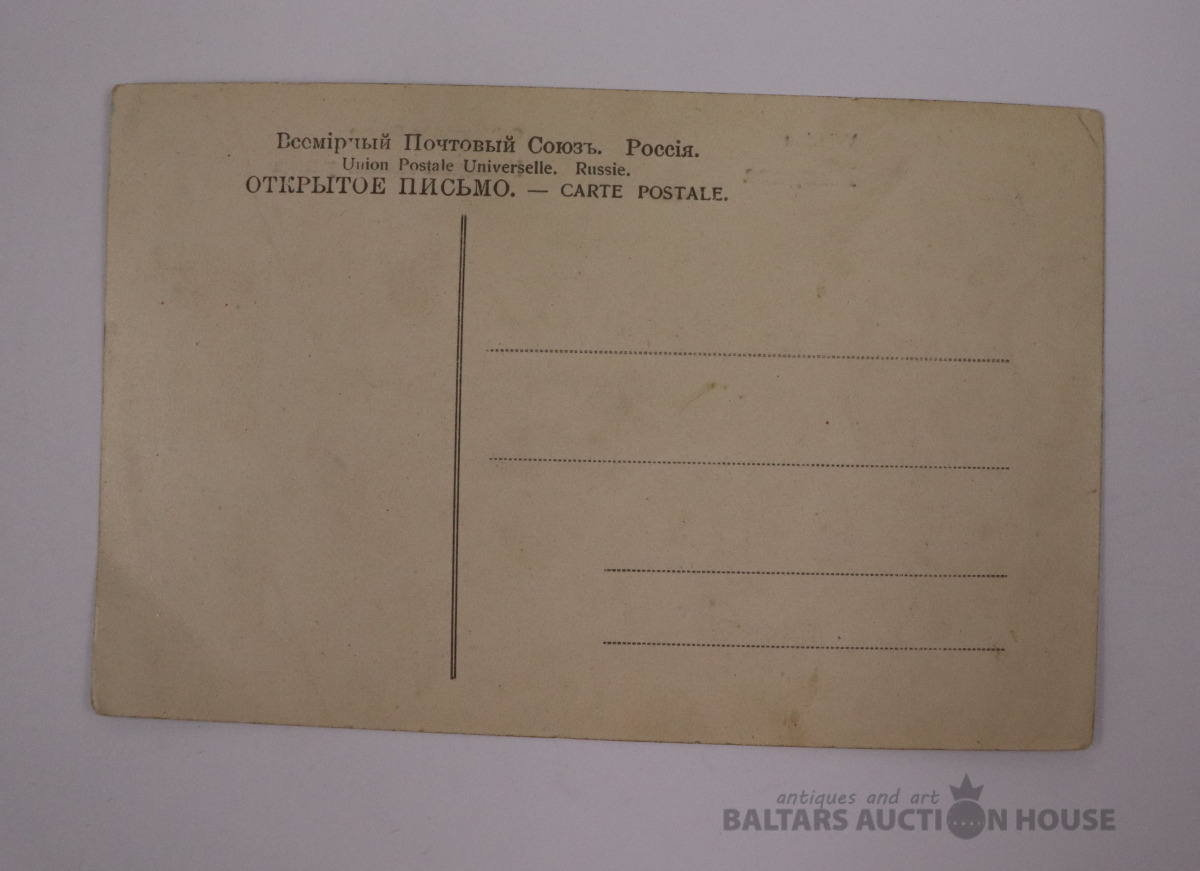 Всемірный Почтовый Союзъ. Россія.
Union Postale Universelle. Russie.
ОТКРЫТОЕ ПИСЬМО. — CARTE POSTALE.
antiques and art
BALTARS AUCTION HOUSE